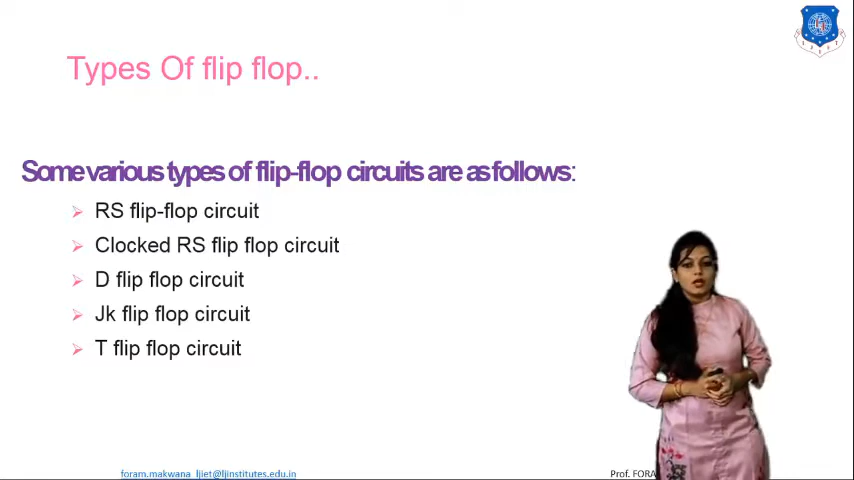 Types Of flip flop..
Some various types of flip-flop circuits are as follows:
RS flip-flop circuit
Clocked RS flip flop circuit
D flip flop circuit
Jk flip flop circuit
T flip flop circuit
foram.makwana_ljiet@ljinstitutes.edu.in
Prof. FORA